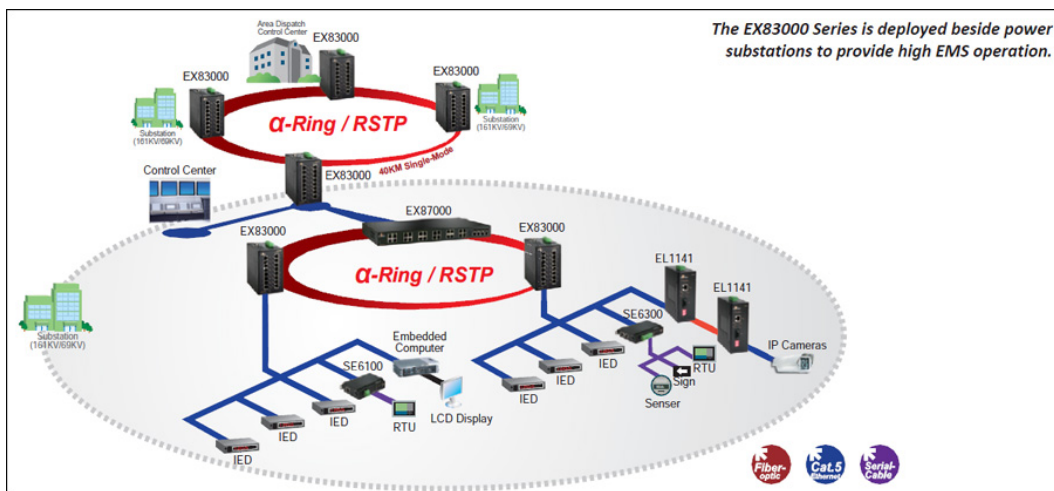 The EX83000 Series is deployed beside power
substations to provide high EMS operation.
Area Dispatch
Control Center
EX83000
EX83000
EX83000
α-Ring / RSTP
Substation
(161KV/69KV)
Substation
(161KV/69KV)
40KM Single-Mode
EX83000
Control Center
EX87000
EX83000
EX83000
α-Ring / RSTP
EL1141
EL1141
SE6300
Substation
(161KV/69KV)
Embedded
Computer
IP Cameras
RTU
Sign
IED
SE6100
IED
Senser
IED
LCD Display
IED
RTU
IED
IED
Fiber-
optic
Cat.5
Ethernet
Serial-
Cable